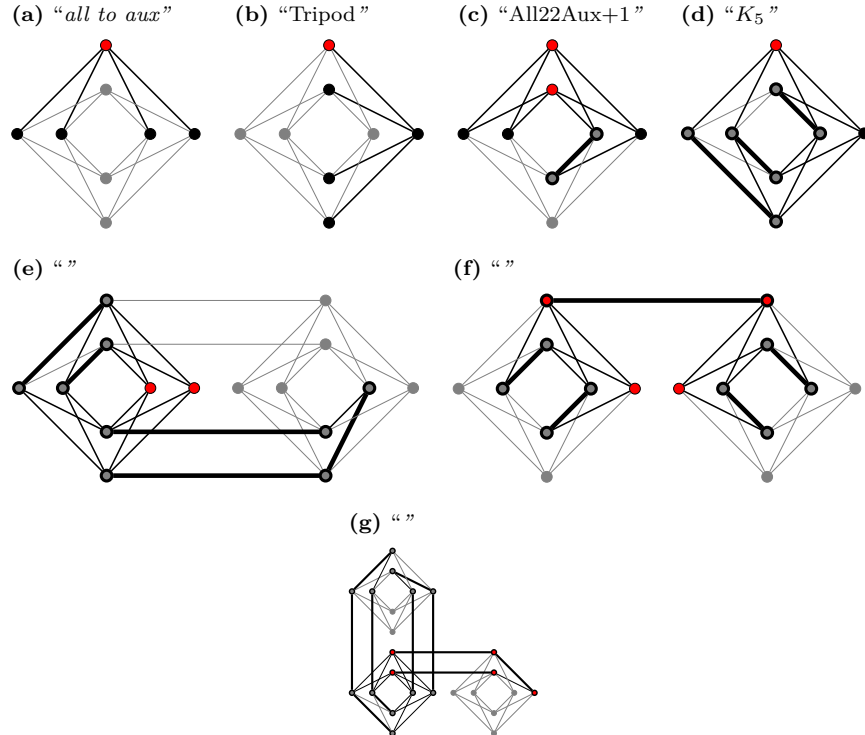 (a) “all to aux” (b) “Tripod” (c) “All22Aux+1” (d) “K₅”
(e) “ ” (f) “ ”
(g) “ ”